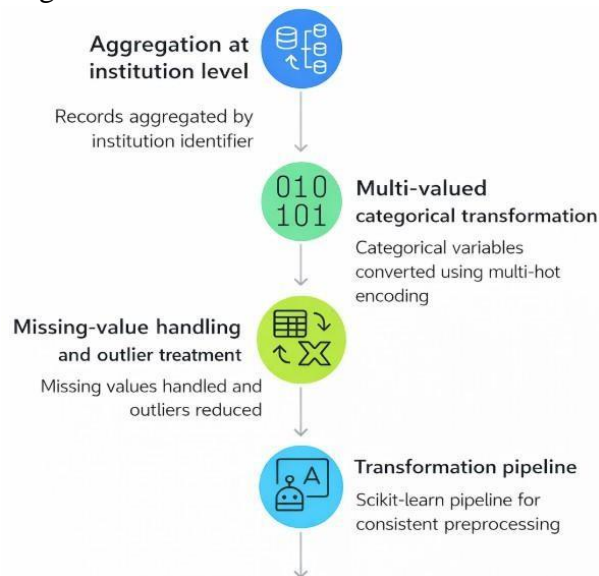 Aggregation at
institution level
Records aggregated by
institution identifier
010
101
Multi-valued
categorical transformation
Categorical variables
converted using multi-hot
encoding
Missing-value handling
and outlier treatment
Missing values handled and
outliers reduced
A
Transformation pipeline
Scikit-learn pipeline for
consistent preprocessing